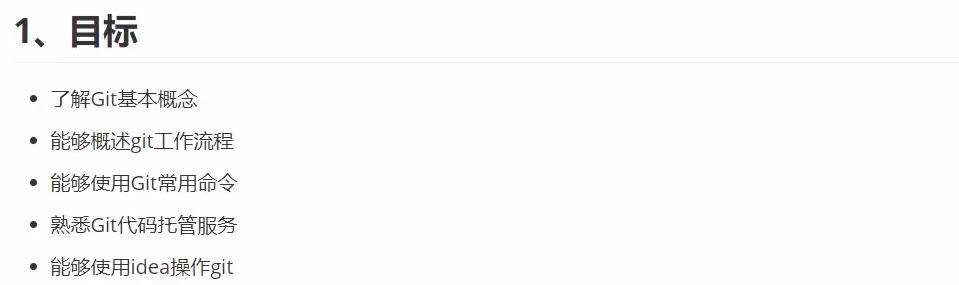 1、目标
了解Git基本概念
能够概述git工作流程
能够使用Git常用命令
熟悉Git代码托管服务
能够使用idea操作git